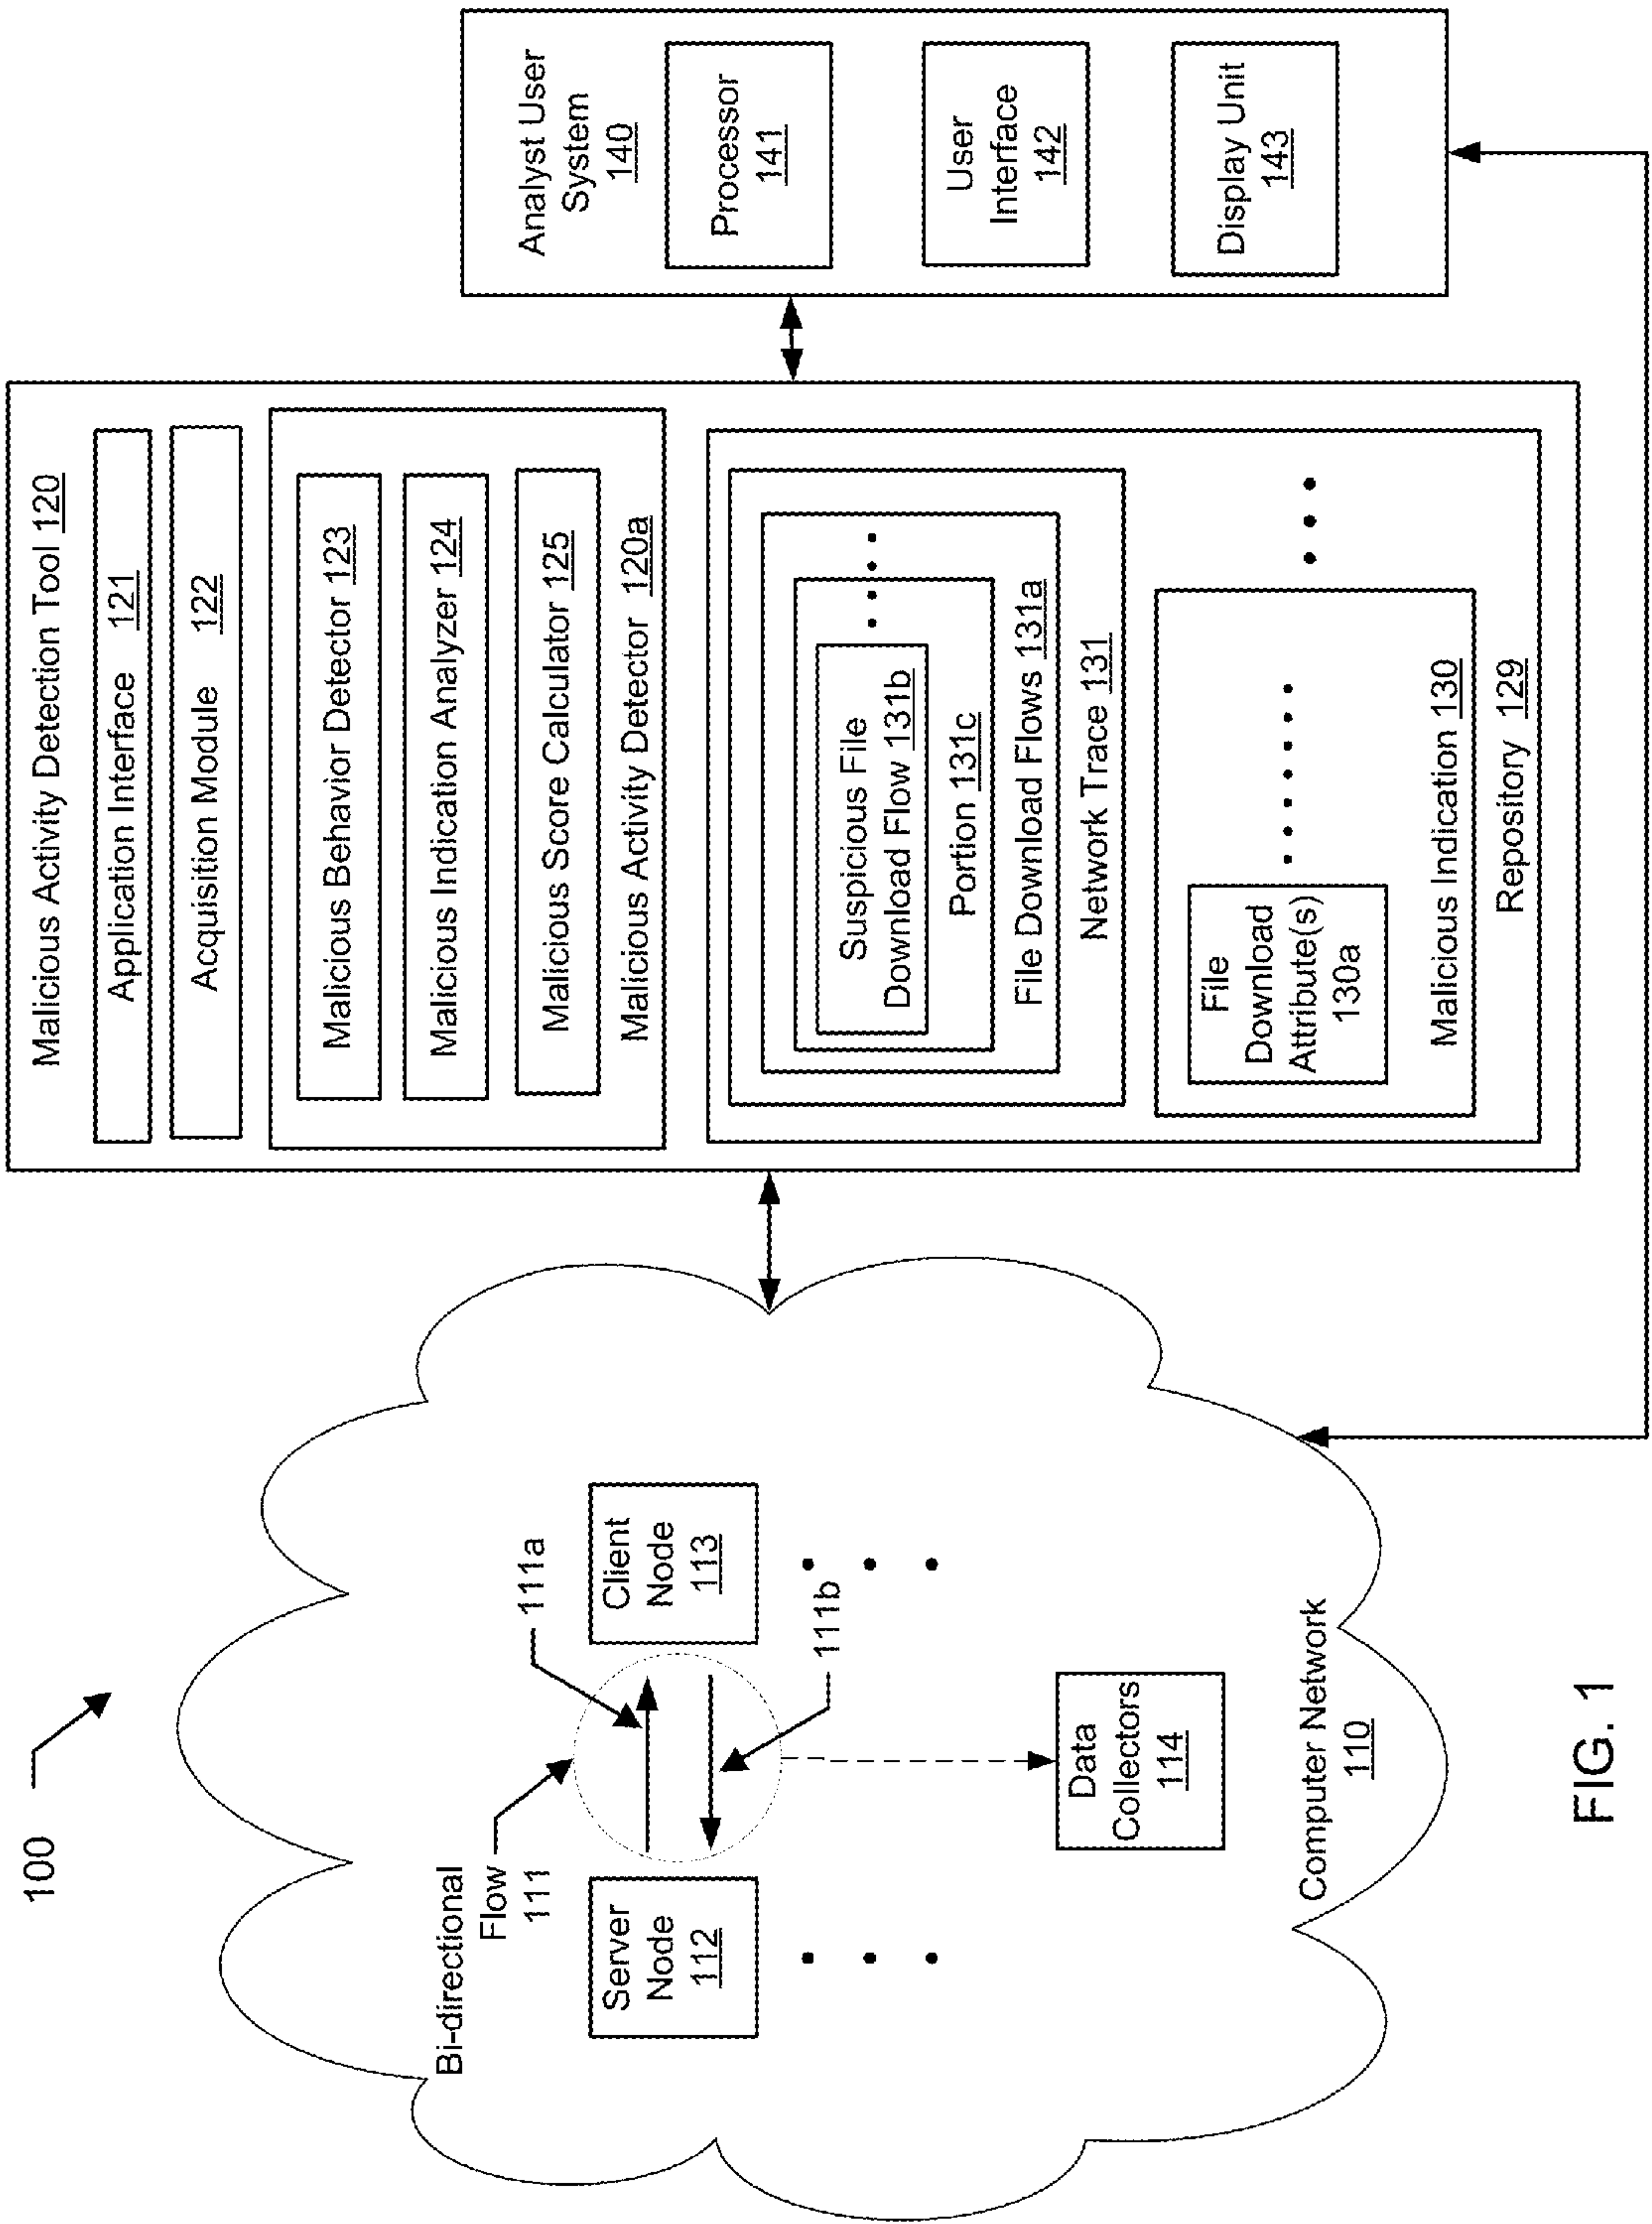 100
Bi-directional
Flow
111
111a
111b
Server
Node
112
Client
Node
113
Data
Collectors
114
Computer Network
110
Malicious Activity Detection Tool 120
Application Interface 121
Acquisition Module 122
Malicious Behavior Detector 123
Malicious Indication Analyzer 124
Malicious Score Calculator 125
Malicious Activity Detector 120a
Suspicious File
Download Flow 131b
Portion 131c
File Download Flows 131a
Network Trace 131
File
Download
Attribute(s)
130a
Malicious Indication 130
Repository 129
Analyst User
System
140
Processor
141
User
Interface
142
Display Unit
143
FIG. 1